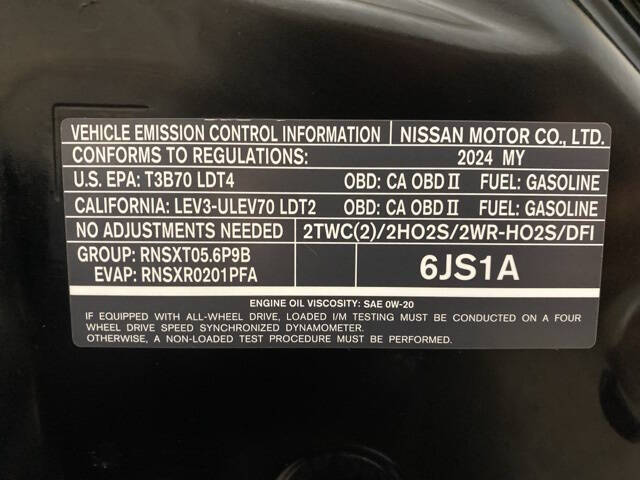 VEHICLE EMISSION CONTROL INFORMATION NISSAN MOTOR CO., LTD.
CONFORMS TO REGULATIONS: 2024 MY
U.S. EPA: T3B70 LDT4 OBD: CA OBD II FUEL: GASOLINE
CALIFORNIA: LEV3-ULEV70 LDT2 OBD: CA OBD II FUEL: GASOLINE
NO ADJUSTMENTS NEEDED 2TWC(2)/2HO2S/2WR-HO2S/DFI
GROUP: RNSXT05.6P9B
EVAP: RNSXR0201PFA
6JS1A
ENGINE OIL VISCOSITY: SAE 0W-20
IF EQUIPPED WITH ALL-WHEEL DRIVE, LOADED I/M TESTING MUST BE CONDUCTED ON A FOUR
WHEEL DRIVE SPEED SYNCHRONIZED DYNAMOMETER.
OTHERWISE, A NON-LOADED TEST PROCEDURE MUST BE USED.